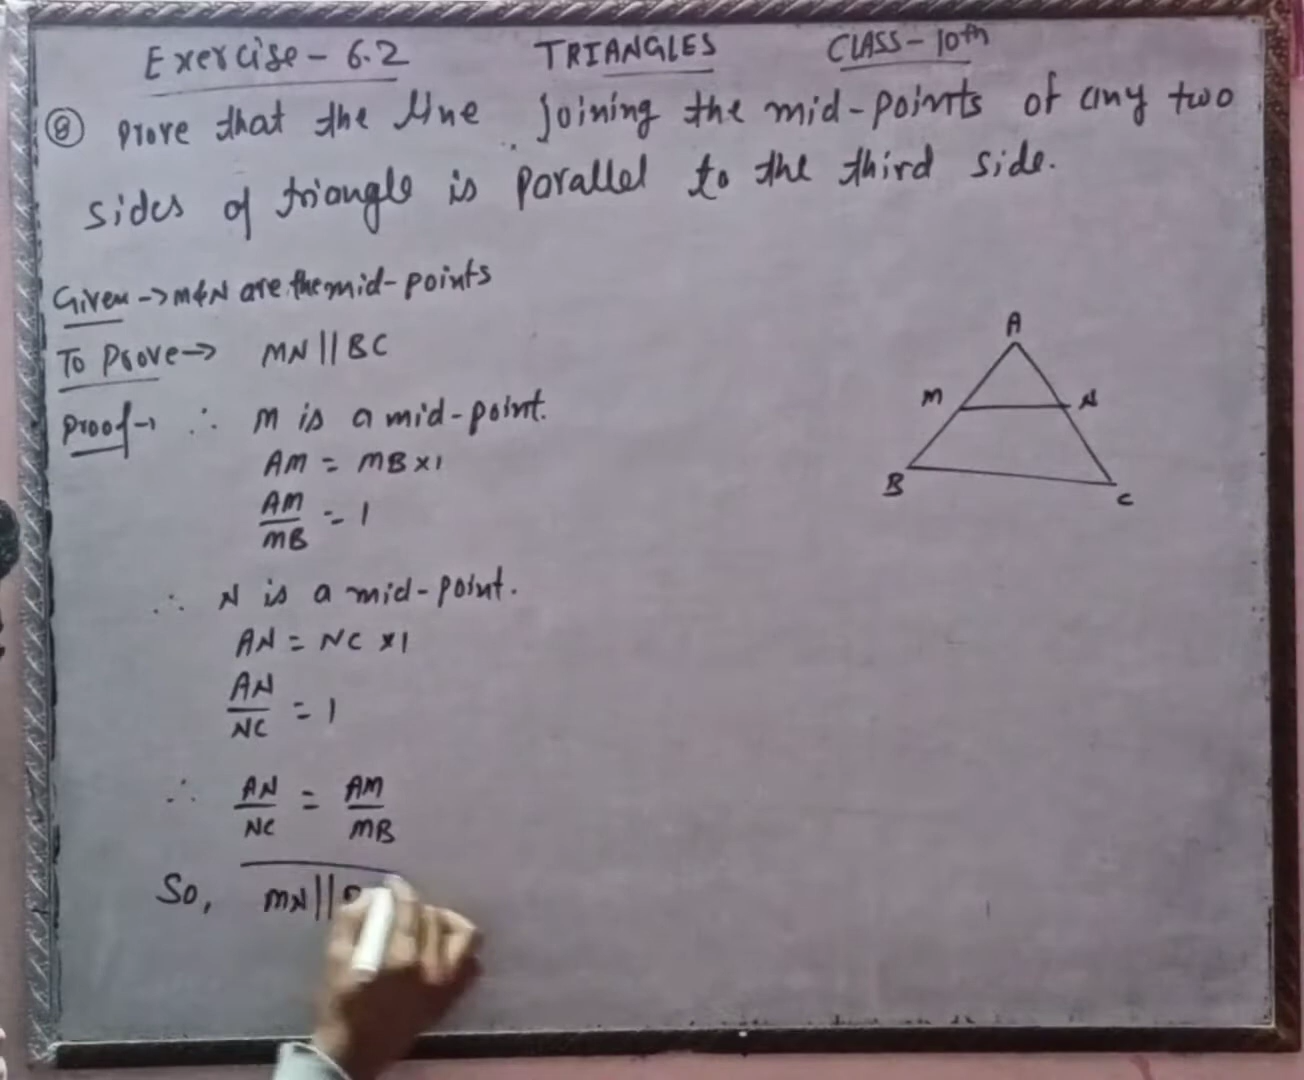 Exercise - 6.2 TRIANGLES CLASS - 10th
⑧ Prove that the line joining the mid-points of any two
sides of triangle is parallel to the third side.
Given → M & N are the mid-points
To Prove → MN || BC
Proof → ∴ M is a mid-point.
AM = MB × 1
AM/MB = 1
∴ N is a mid-point.
AN = NC × 1
AN/NC = 1
∴ AN/NC = AM/MB
So, MN ||
A
M N
B
C